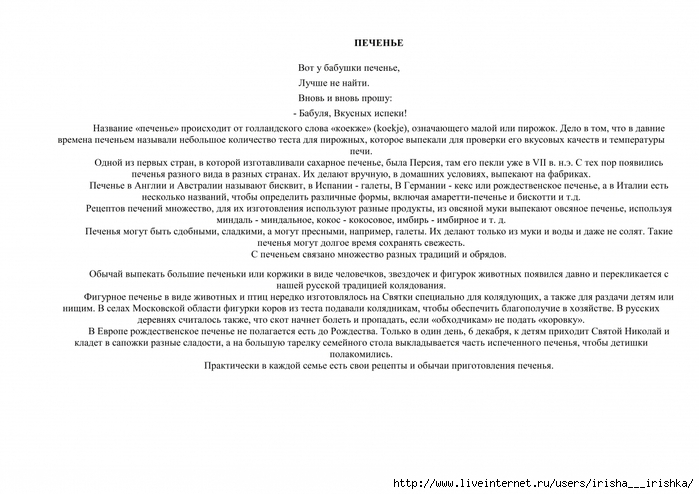 ПЕЧЕНЬЕ
Вот у бабушки печенье,
Лучше не найти.
Вновь и вновь прошу:
- Бабуля, Вкусных испеки!
Название «печенье» происходит от голландского слова «коекже» (koekje), означающего малой или пирожок. Дело в том, что в давние
времена печеньем называли небольшое количество теста для пирожных, которое выпекали для проверки его вкусовых качеств и температуры
печи.
Одной из первых стран, в которой изготавливали сахарное печенье, была Персия, там его пекли уже в VII в. н.э. С тех пор появились
печенья разного вида в разных странах. Их делают вручную, в домашних условиях, выпекают на фабриках.
Печенье в Англии и Австралии называют бисквит, в Испании - галеты, В Германии - кекс или рождественское печенье, а в Италии есть
несколько названий, чтобы определить различные формы, включая амаретти-печенье и бискотти и т.д.
Рецептов печений множество, для их изготовления используют разные продукты, из овсяной муки выпекают овсяное печенье, используя
миндаль - миндальное, кокос - кокосовое, имбирь - имбирное и т. д.
Печенья могут быть сдобными, сладкими, а могут пресными, например, галеты. Их делают только из муки и воды и даже не солят. Такие
печенья могут долгое время сохранять свежесть.
С печеньем связано множество разных традиций и обрядов.
Обычай выпекать большие печеньки или коржики в виде человечков, звездочек и фигурок животных появился давно и перекликается с
нашей русской традицией колядования.
Фигурное печенье в виде животных и птиц нередко изготовлялось на Святки специально для колядующих, а также для раздачи детям или
нищим. В селах Московской области фигурки коров из теста подавали колядникам, чтобы обеспечить благополучие в хозяйстве. В русских
деревнях считалось также, что скот начнет болеть и пропадать, если «обходчикам» не подать «коровку».
В Европе рождественское печенье не полагается есть до Рождества. Только в один день, 6 декабря, к детям приходит Святой Николай и
кладет в сапожки разные сладости, а на большую тарелку семейного стола выкладывается часть испеченного печенья, чтобы детишки
полакомились.
Практически в каждой семье есть свои рецепты и обычаи приготовления печенья.
http://www.liveinternet.ru/users/irisha___irishka/